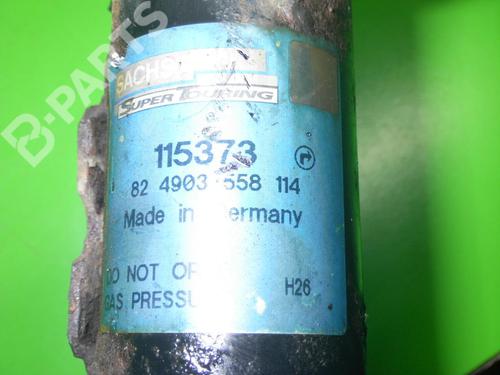 SACHS
SUPER TOURING
115373
82 4903 558 114
Made in Germany
DO NOT OP
GAS PRESSU
H26
B-PARTS